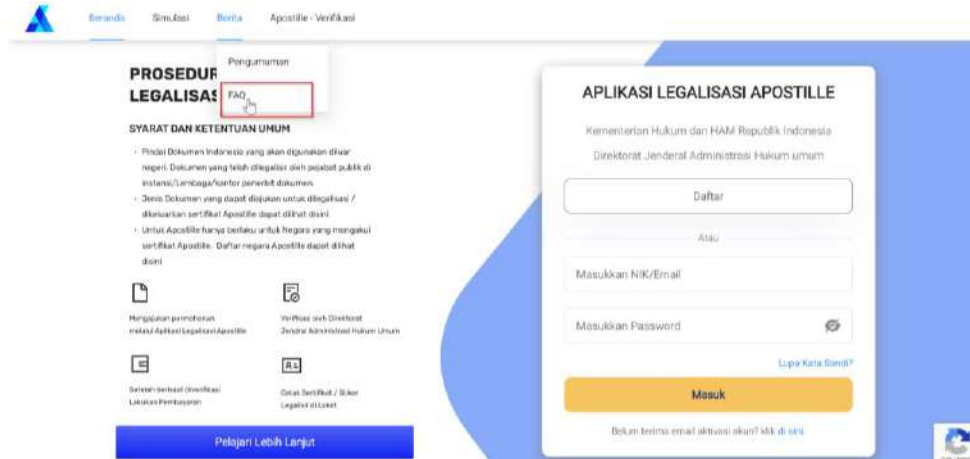 Beranda
Simulasi
Berita
Apostille - Verifikasi
Pengumuman
FAQ
PROSEDUR
LEGALISAS
SYARAT DAN KETENTUAN UMUM
Pindai Dokumen Indonesia yang akan digunakan diluar
negeri. Dokumen yang telah dilegalisir oleh pejabat publik di
instansi/Lembaga/kantor penerbit dokumen.
Jenis Dokumen yang dapat diajukan untuk dilegalisasi /
dikeluarkan sertifikat Apostille dapat dilihat disini
Untuk Apostille hanya berlaku untuk Negara yang mengakui
sertifikat Apostille. Daftar negara Apostille dapat dilihat
disini
Mengajukan permohonan
melalui Aplikasi Legalisasi Apostille
Verifikasi oleh Direktorat
Jenderal Administrasi Hukum Umum
Setelah berhasil diverifikasi
Lakukan Pembayaran
Cetak Sertifikat / Stiker
Legalisir di Loket
Pelajari Lebih Lanjut
APLIKASI LEGALISASI APOSTILLE
Kementerian Hukum dan HAM Republik Indonesia
Direktorat Jenderal Administrasi Hukum umum
Daftar
Atau
Masukkan NIK/Email
Masukkan Password
Lupa Kata Sandi?
Masuk
Belum terima email aktivasi akun? klik di sini